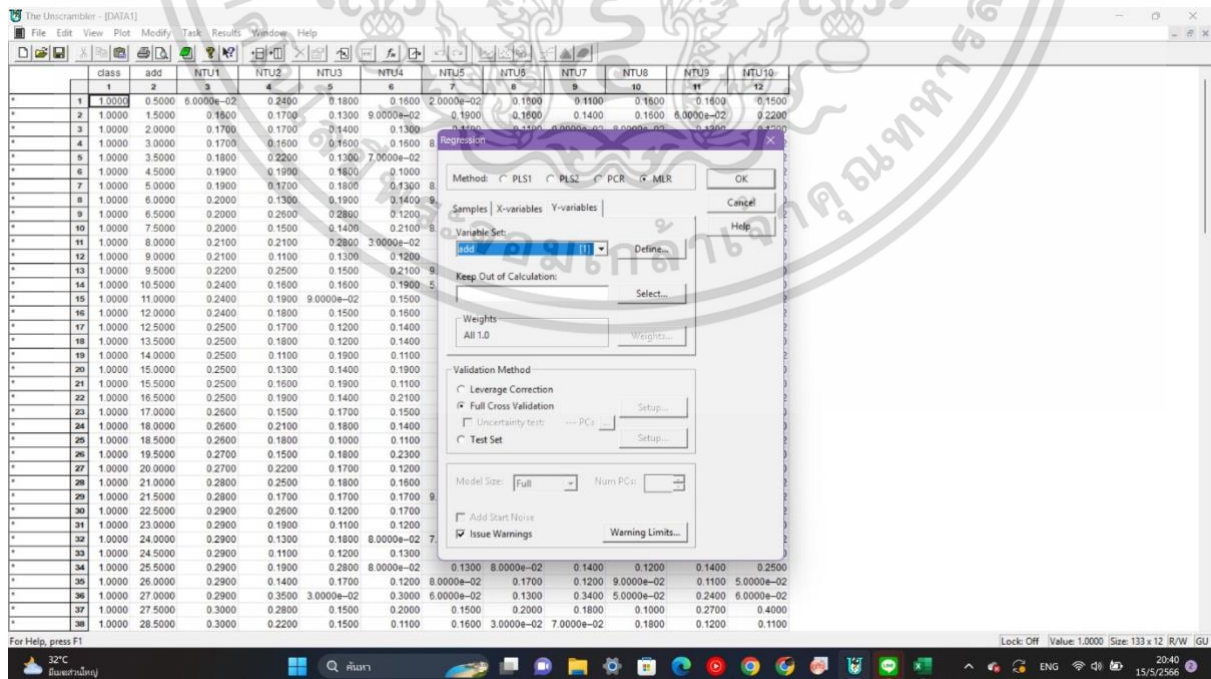 The Unscrambler - [DATA1]
File Edit View Plot Modify Task Results Window Help
class add NTU1 NTU2 NTU3 NTU4 NTU5 NTU6 NTU7 NTU8 NTU9 NTU10
1 2 3 4 5 6 7 8 9 10 11 12
* 1 1.0000 0.5000 6.0000e-02 0.2400 0.1800 0.1600 2.0000e-02 0.1800 0.1100 0.1600 0.1600 0.1500
* 2 1.0000 1.5000 0.1600 0.1700 0.1300 9.0000e-02 0.1900 0.1600 0.1400 0.1600 6.0000e-02 0.2200
* 3 1.0000 2.0000 0.1700 0.1700 0.1400 0.1300
* 4 1.0000 3.0000 0.1700 0.1600 0.1600 0.1600 8
* 5 1.0000 3.5000 0.1800 0.2200 0.1300 7.0000e-02
* 6 1.0000 4.5000 0.1900 0.1900 0.1800 0.1000
* 7 1.0000 5.0000 0.1900 0.1700 0.1800 0.1300 8.
* 8 1.0000 6.0000 0.2000 0.1300 0.1900 0.1400 9.
* 9 1.0000 6.5000 0.2000 0.2600 0.2800 0.1200
* 10 1.0000 7.5000 0.2000 0.1500 0.1400 0.2100 8.
* 11 1.0000 8.0000 0.2100 0.2100 0.2800 3.0000e-02
* 12 1.0000 9.0000 0.2100 0.1100 0.1300 0.1200
* 13 1.0000 9.5000 0.2200 0.2500 0.1500 0.2100 9.
* 14 1.0000 10.5000 0.2400 0.1600 0.1600 0.1900 5
* 15 1.0000 11.0000 0.2400 0.1900 9.0000e-02 0.1500
* 16 1.0000 12.0000 0.2400 0.1800 0.1500 0.1600
* 17 1.0000 12.5000 0.2500 0.1700 0.1200 0.1400
* 18 1.0000 13.5000 0.2500 0.1800 0.1200 0.1400
* 19 1.0000 14.0000 0.2500 0.1100 0.1900 0.1100
* 20 1.0000 15.0000 0.2500 0.1300 0.1400 0.1900
* 21 1.0000 15.5000 0.2500 0.1600 0.1900 0.1100
* 22 1.0000 16.5000 0.2500 0.1900 0.1400 0.2100
* 23 1.0000 17.0000 0.2600 0.1500 0.1700 0.1500
* 24 1.0000 18.0000 0.2600 0.2100 0.1800 0.1400
* 25 1.0000 18.5000 0.2600 0.1800 0.1000 0.1100
* 26 1.0000 19.5000 0.2700 0.1500 0.1800 0.2300
* 27 1.0000 20.0000 0.2700 0.2200 0.1700 0.1200
* 28 1.0000 21.0000 0.2800 0.2500 0.1800 0.1600
* 29 1.0000 21.5000 0.2800 0.1700 0.1700 0.1700 9
* 30 1.0000 22.5000 0.2900 0.2600 0.1200 0.1700
* 31 1.0000 23.0000 0.2900 0.1900 0.1100 0.1200
* 32 1.0000 24.0000 0.2900 0.1300 0.1800 8.0000e-02 7.
* 33 1.0000 24.5000 0.2900 0.1100 0.1200 0.1300
* 34 1.0000 25.5000 0.2900 0.1900 0.2800 8.0000e-02 0.1300 8.0000e-02 0.1400 0.1200 0.1400 0.2500
* 35 1.0000 26.0000 0.2900 0.1400 0.1700 0.1200 8.0000e-02 0.1700 0.1200 9.0000e-02 0.1100 5.0000e-02
* 36 1.0000 27.0000 0.2900 0.3500 3.0000e-02 0.3000 6.0000e-02 0.1300 0.3400 5.0000e-02 0.2400 6.0000e-02
* 37 1.0000 27.5000 0.3000 0.2800 0.1500 0.2000 0.1500 0.2000 0.1800 0.1000 0.2700 0.4000
* 38 1.0000 28.5000 0.3000 0.2200 0.1500 0.1100 0.1600 3.0000e-02 7.0000e-02 0.1800 0.1200 0.1100
Regression
Method: PLS1 PLS2 PCR MLR
OK
Cancel
Help
Samples X-variables Y-variables
Variable Set:
add [1] Define...
Keep Out of Calculation:
Select...
Weights
All 1.0 Weights...
Validation Method
Leverage Correction
Full Cross Validation Setup...
Uncertainty test: --- PCs ...
Test Set Setup...
Model Size: Full Num PCs:
Add Start Noise
Issue Warnings Warning Limits...
For Help, press F1 Lock: Off Value: 1.0000 Size: 133 x 12 R/W GU
32°C
มีแดดส่วนใหญ่
ค้นหา
ENG
20:40
15/5/2566